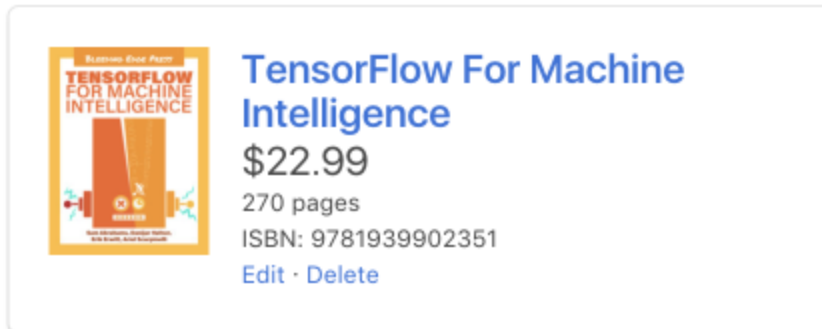 BLEEDING EDGE PRESS
TENSORFLOW
FOR MACHINE
INTELLIGENCE
TensorFlow For Machine
Intelligence
$22.99
270 pages
ISBN: 9781939902351
Edit · Delete